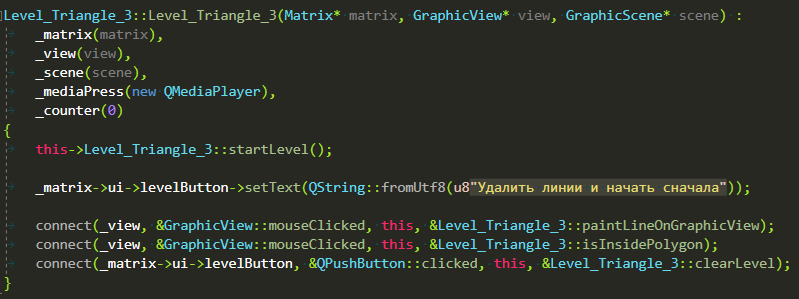 Level_Triangle_3::Level_Triangle_3(Matrix* matrix, GraphicView* view, GraphicScene* scene) :
_matrix(matrix),
_view(view),
_scene(scene),
_mediaPress(new QMediaPlayer),
_counter(0)
{
this->Level_Triangle_3::startLevel();
_matrix->ui->levelButton->setText(QString::fromUtf8(u8"Удалить линии и начать сначала"));
connect(_view, &GraphicView::mouseClicked, this, &Level_Triangle_3::paintLineOnGraphicView);
connect(_view, &GraphicView::mouseClicked, this, &Level_Triangle_3::isInsidePolygon);
connect(_matrix->ui->levelButton, &QPushButton::clicked, this, &Level_Triangle_3::clearLevel);
}